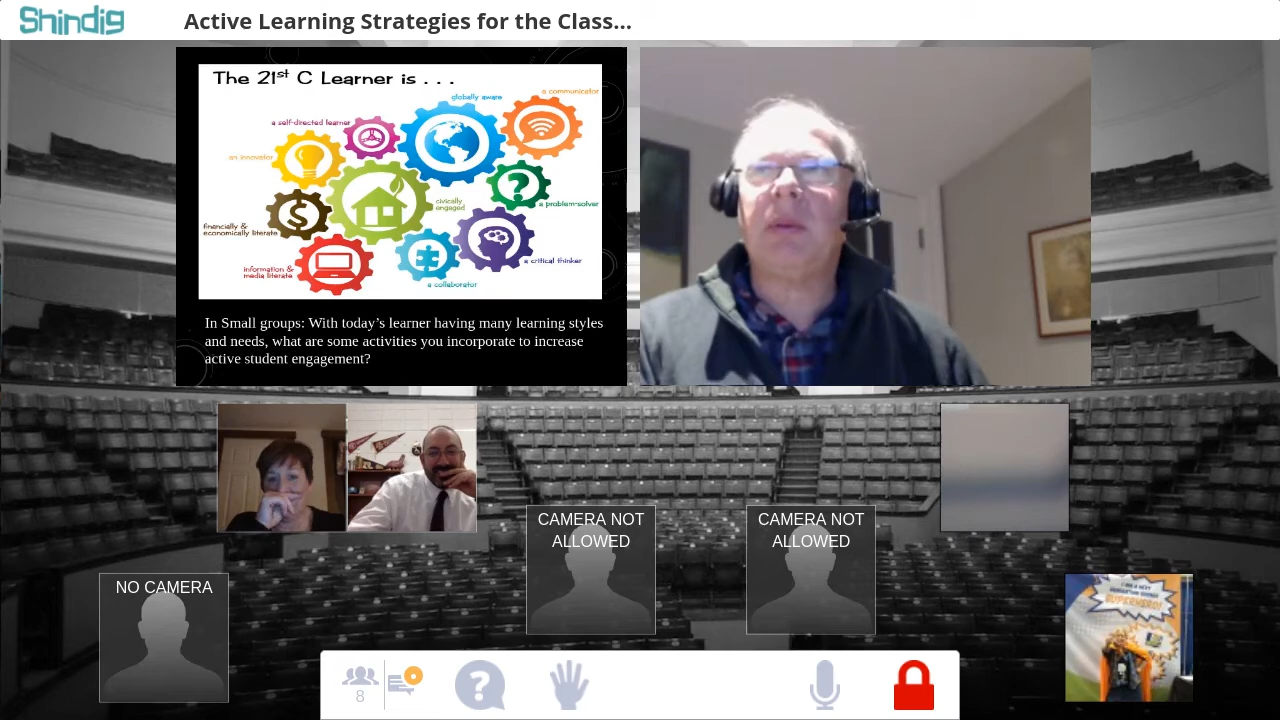 Shindig
Active Learning Strategies for the Class...
The 21st C Learner is . . .
globally aware
a communicator
a self-directed learner
an innovator
civically
engaged
a problem-solver
financially &
economically literate
a critical thinker
information &
media literate
a collaborator
In Small groups: With today’s learner having many learning styles
and needs, what are some activities you incorporate to increase
active student engagement?
CAMERA NOT
ALLOWED
CAMERA NOT
ALLOWED
NO CAMERA
SUPERHERO!
8